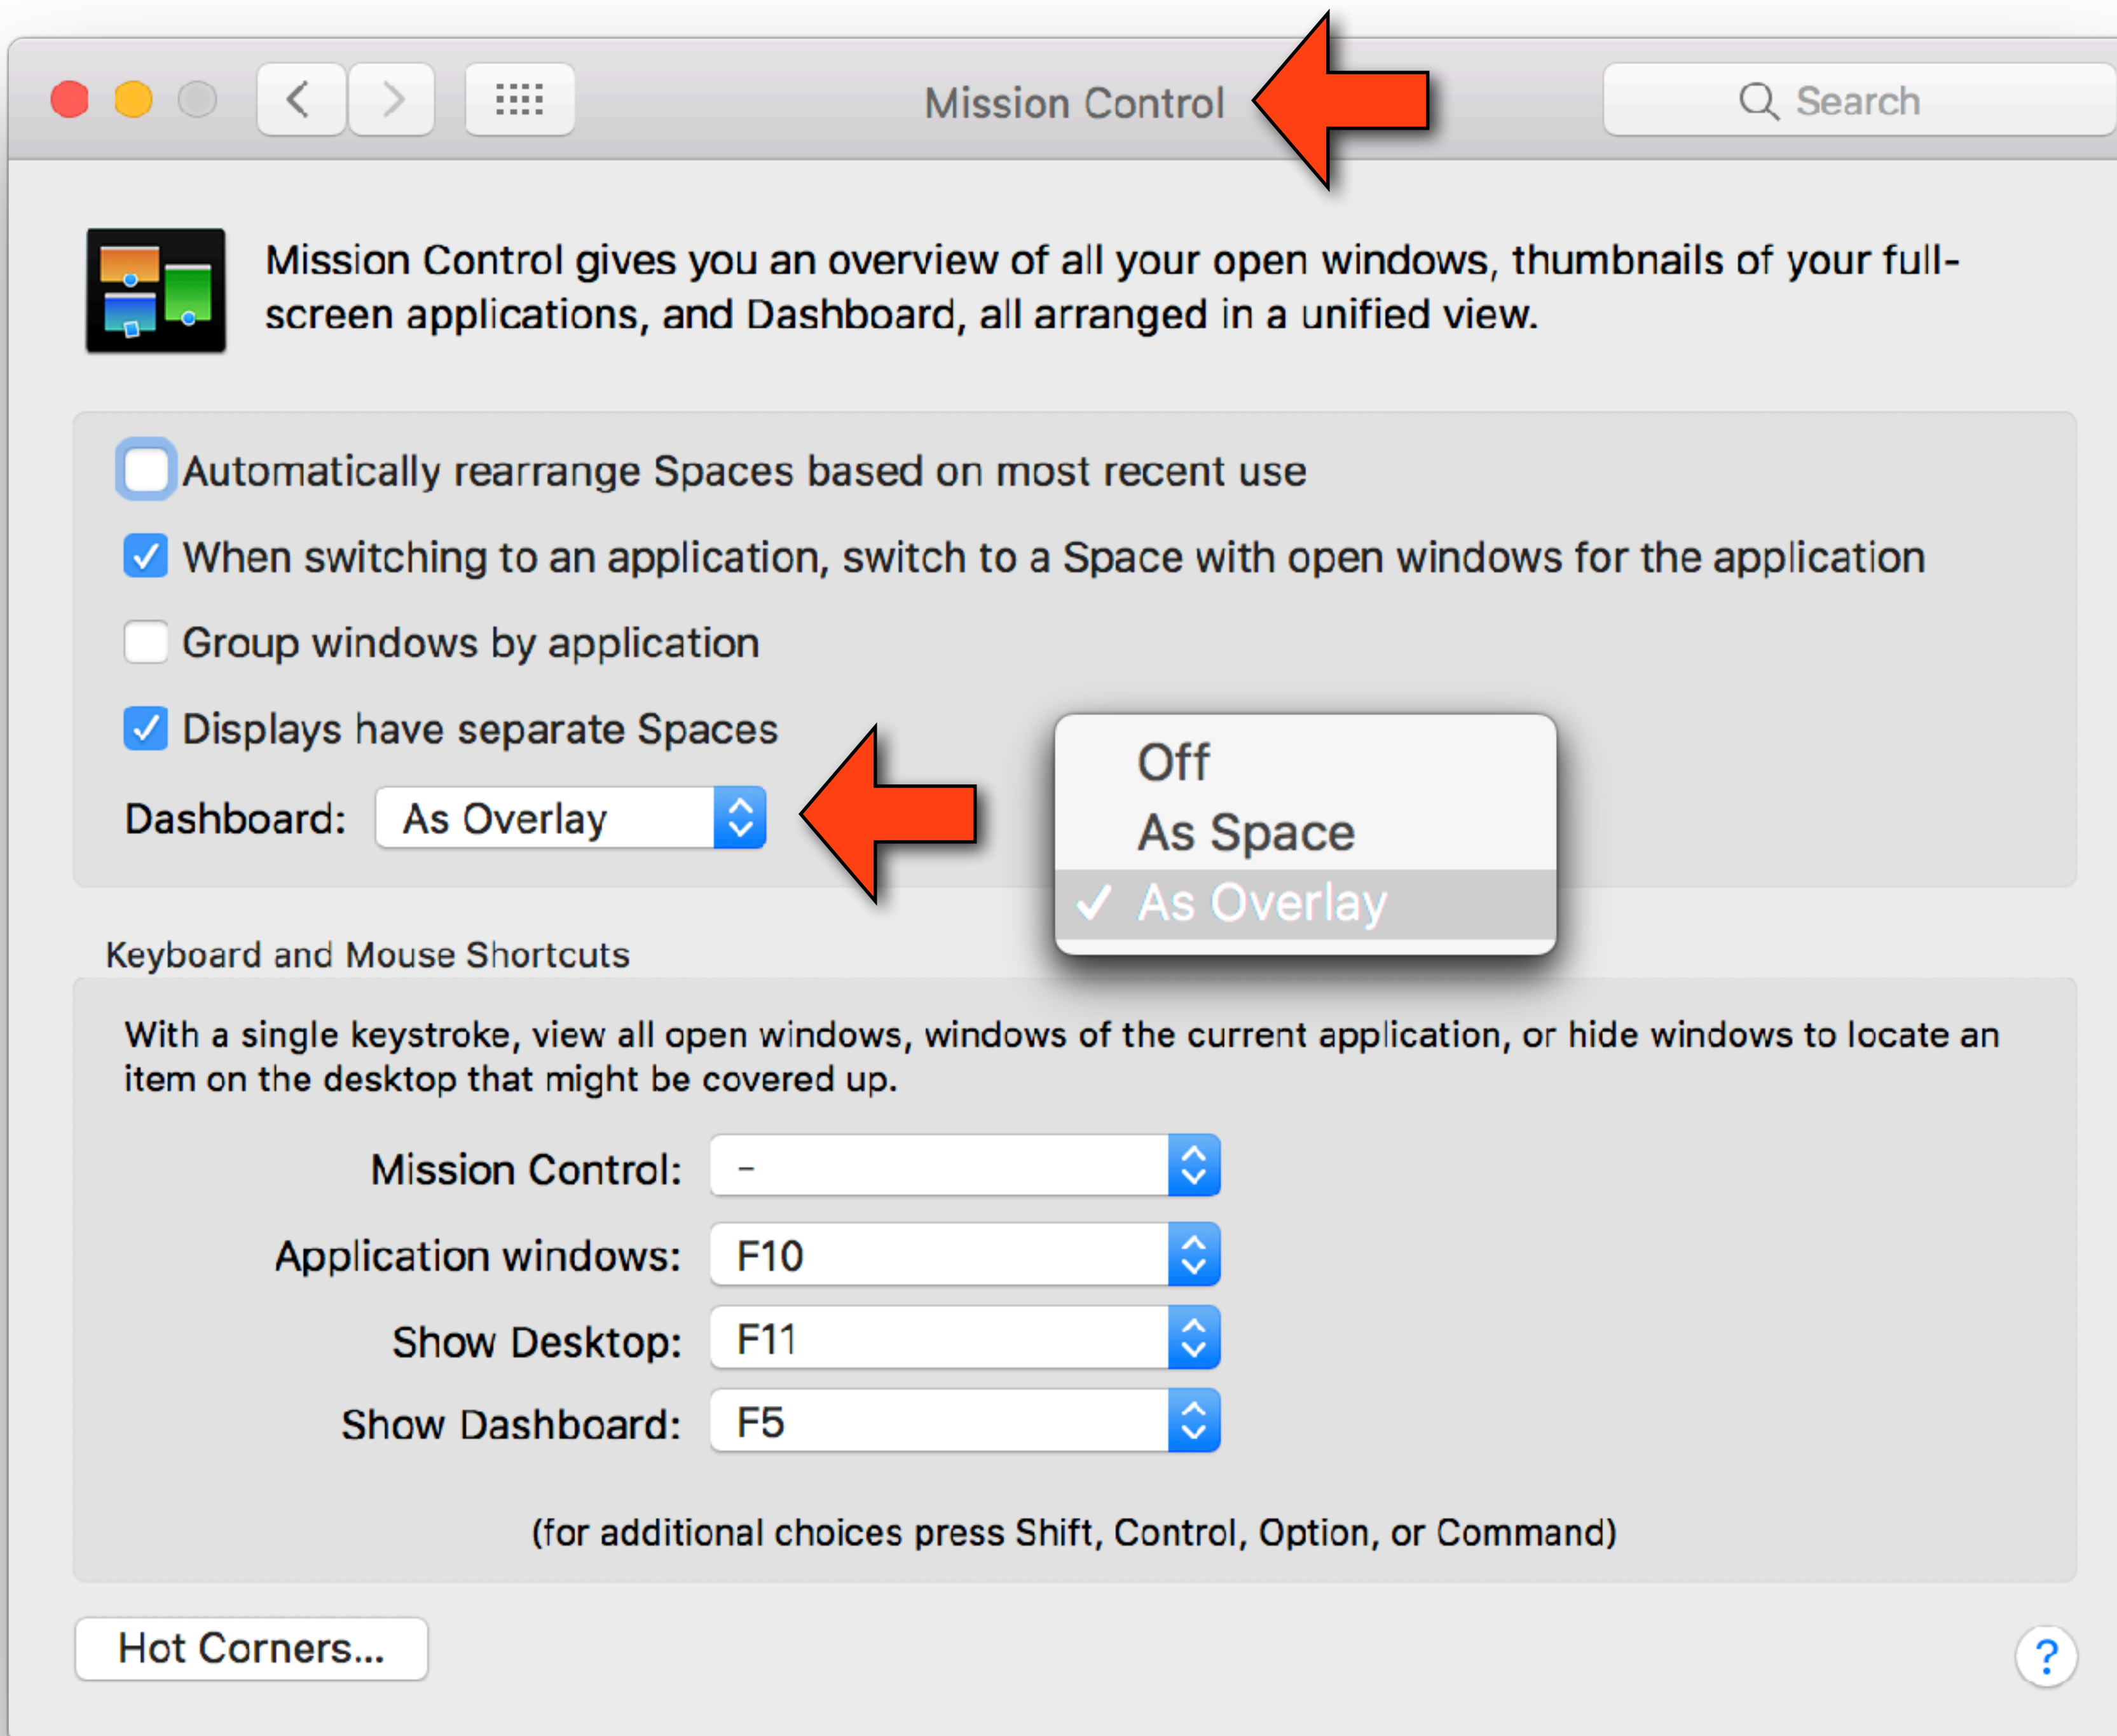 Mission Control
Search
Mission Control gives you an overview of all your open windows, thumbnails of your full-
screen applications, and Dashboard, all arranged in a unified view.
Automatically rearrange Spaces based on most recent use
When switching to an application, switch to a Space with open windows for the application
Group windows by application
Displays have separate Spaces
Dashboard: As Overlay
Off
As Space
As Overlay
Keyboard and Mouse Shortcuts
With a single keystroke, view all open windows, windows of the current application, or hide windows to locate an
item on the desktop that might be covered up.
Mission Control: -
Application windows: F10
Show Desktop: F11
Show Dashboard: F5
(for additional choices press Shift, Control, Option, or Command)
Hot Corners...
?